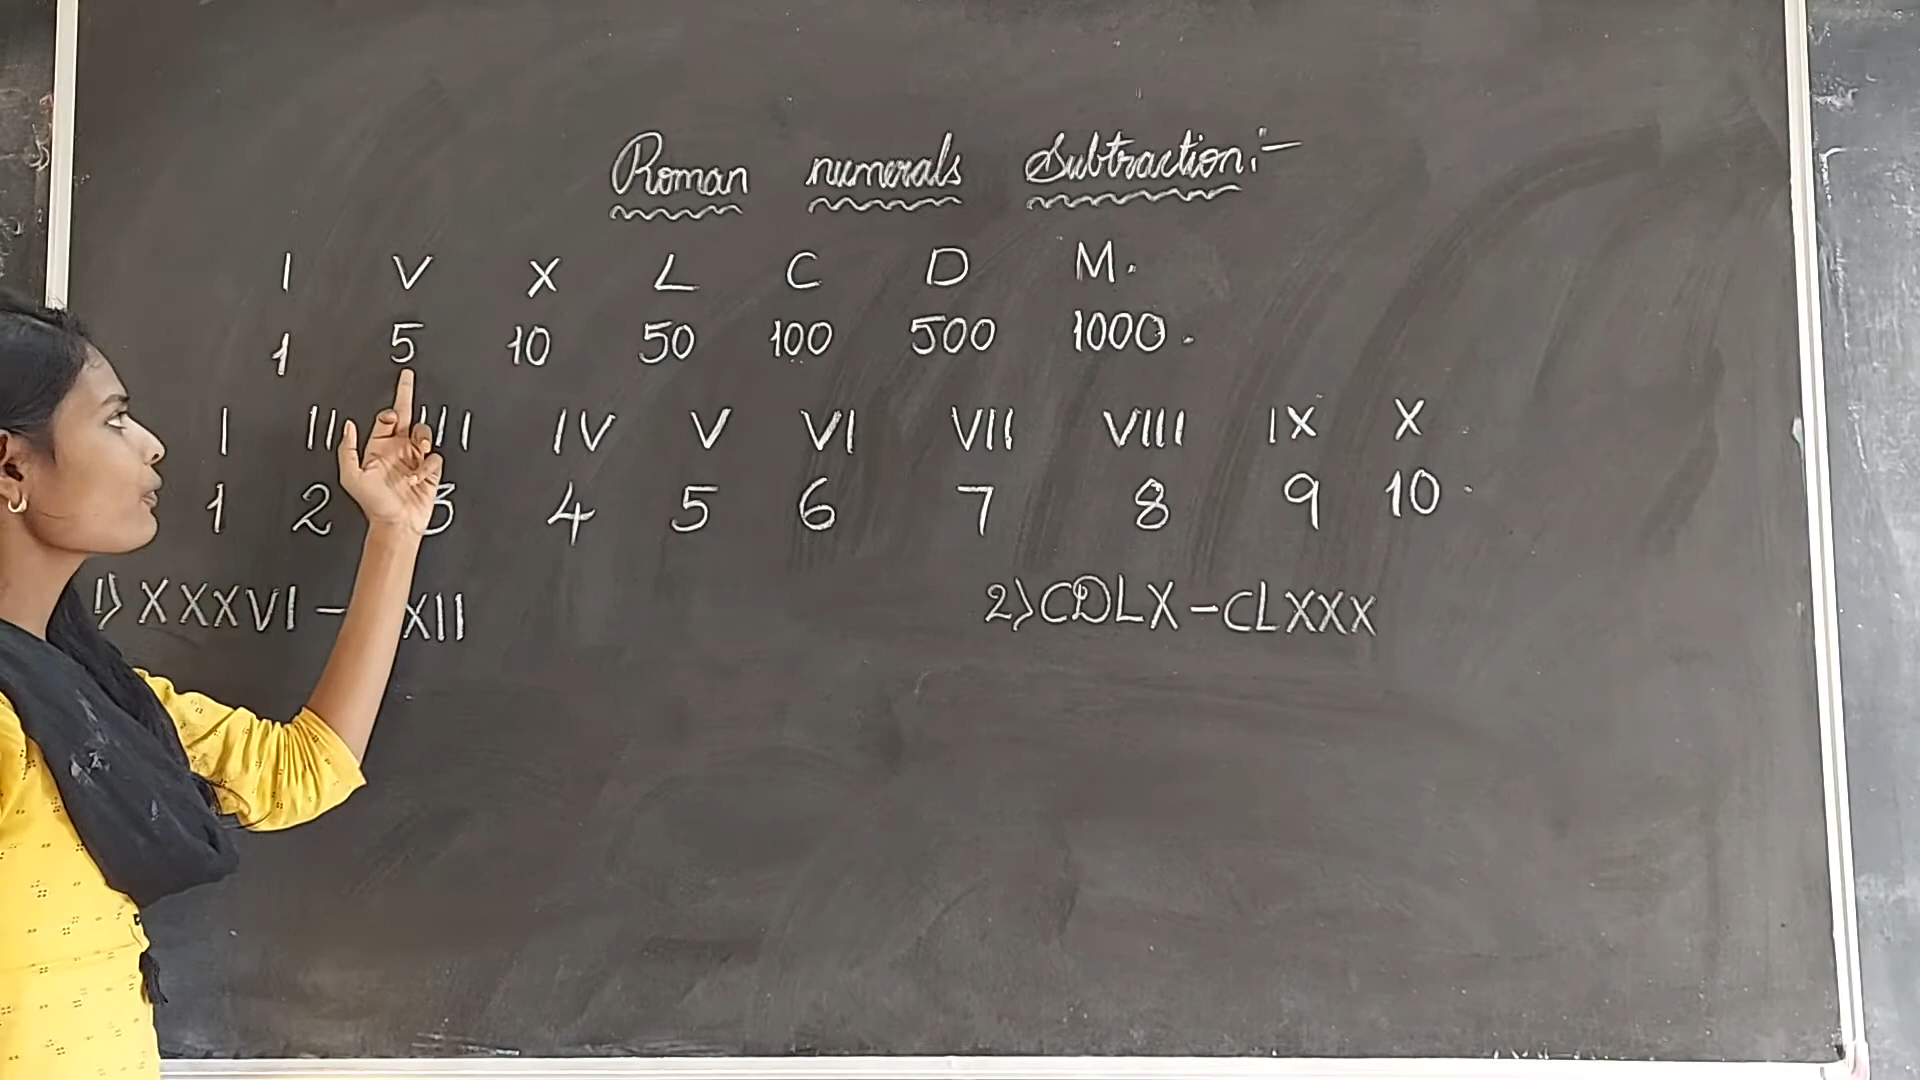 Roman numerals Subtraction:-
I V X L C D M.
1 5 10 50 100 500 1000.
I II III IV V VI VII VIII IX X
1 2 3 4 5 6 7 8 9 10.
1) XXXVI - XII 2) CDLX - CLXXX